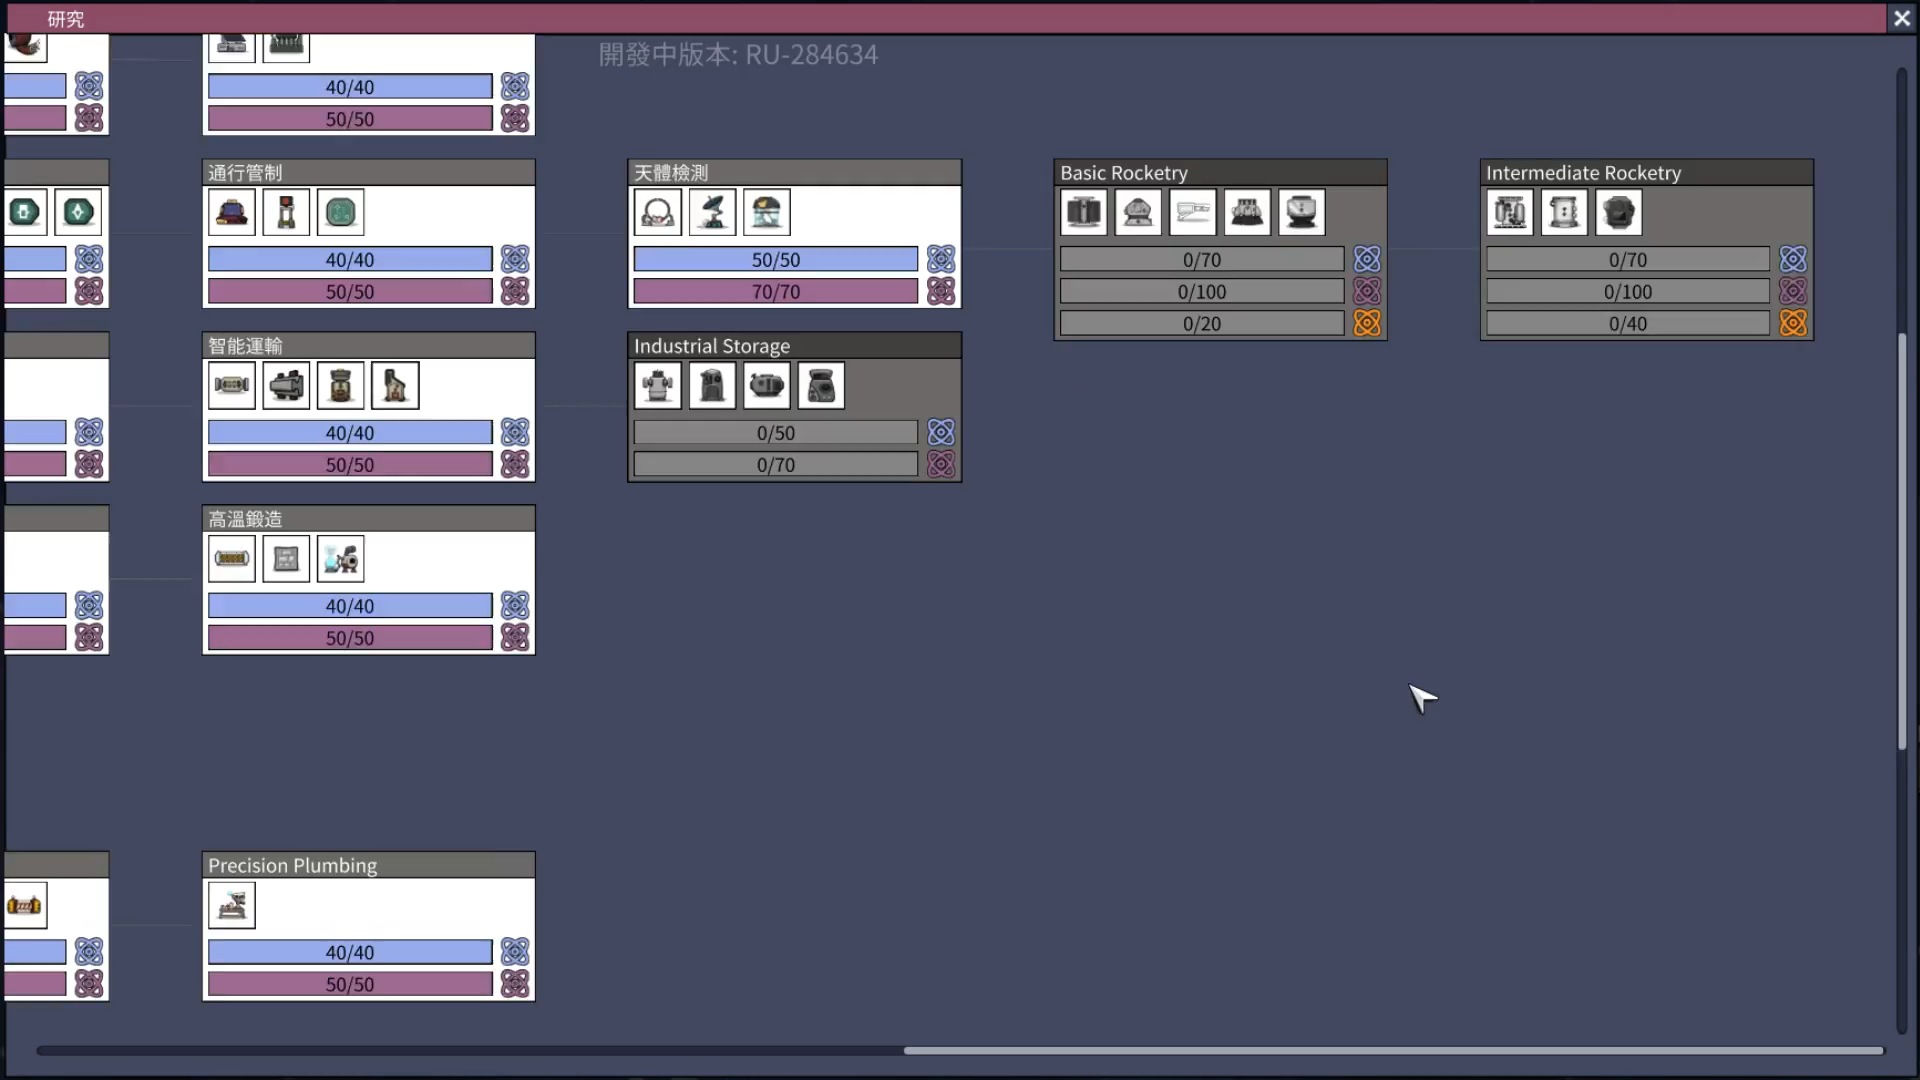 研究
開發中版本: RU-284634
40/40
50/50
通行管制
40/40
50/50
天體檢測
50/50
70/70
Basic Rocketry
0/70
0/100
0/20
Intermediate Rocketry
0/70
0/100
0/40
智能運輸
40/40
50/50
Industrial Storage
0/50
0/70
高溫鍛造
40/40
50/50
Precision Plumbing
40/40
50/50